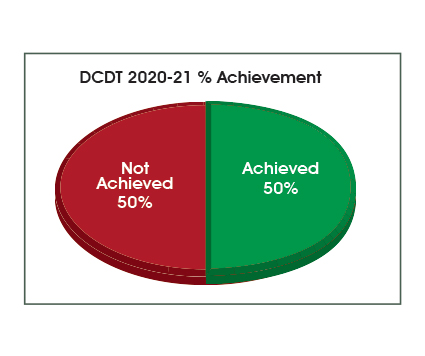 DCDT 2020-21 % Achievement
Not
Achieved
50%
Achieved
50%